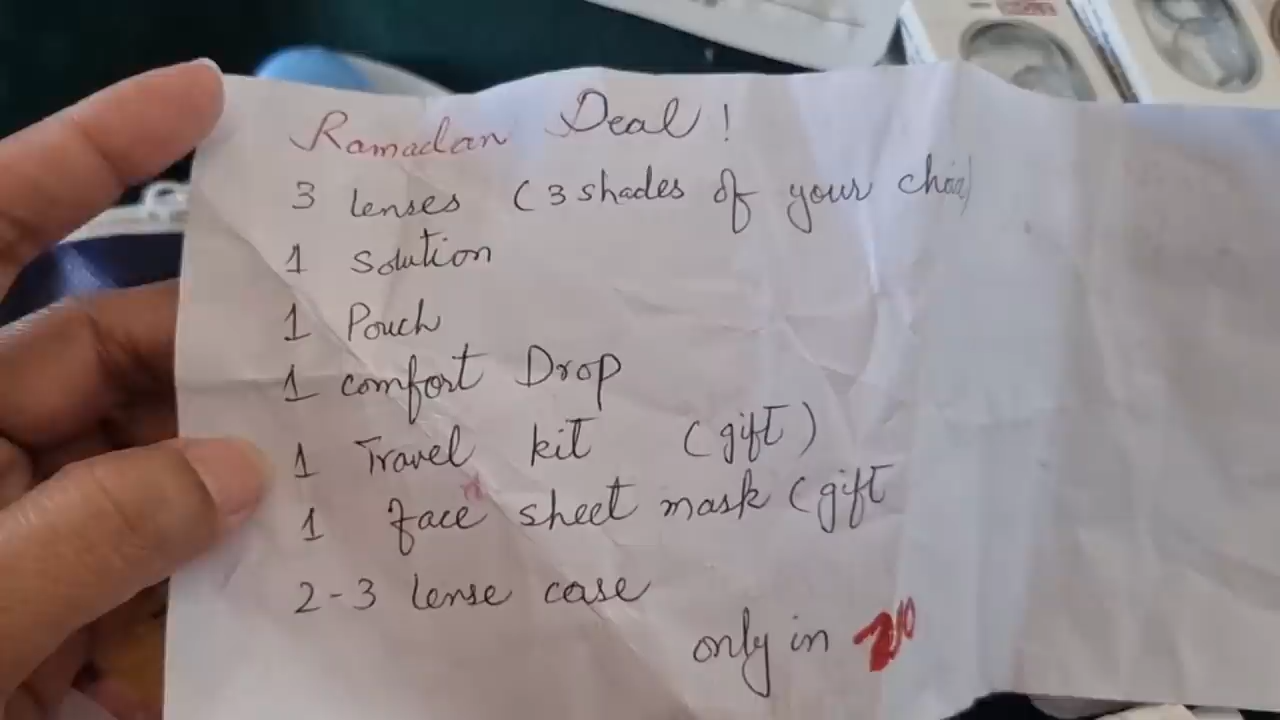 Ramadan Deal!
3 lenses (3 shades of your
1 Solution
1 Pouch
1 comfort Drop
1 Travel kit (gift)
1 face sheet mask (gift
2-3 lense case
only in